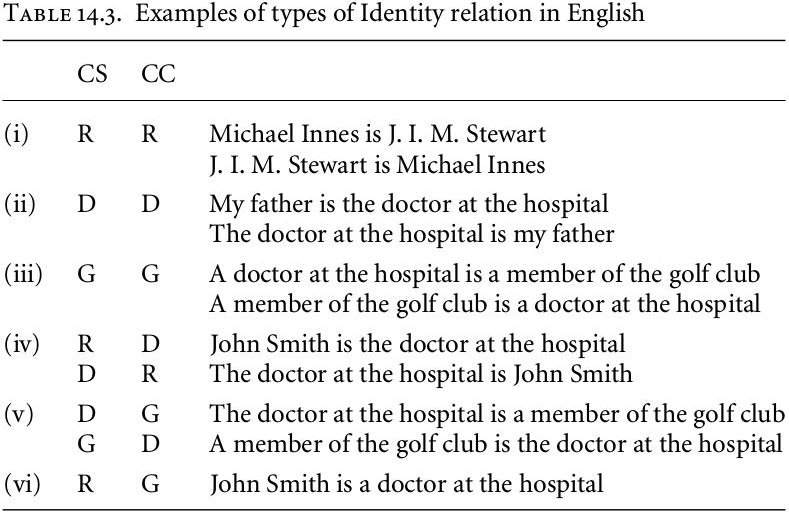 TABLE 14.3. Examples of types of Identity relation in English
CS CC
(i) R R Michael Innes is J. I. M. Stewart
J. I. M. Stewart is Michael Innes
(ii) D D My father is the doctor at the hospital
The doctor at the hospital is my father
(iii) G G A doctor at the hospital is a member of the golf club
A member of the golf club is a doctor at the hospital
(iv) R D John Smith is the doctor at the hospital
D R The doctor at the hospital is John Smith
(v) D G The doctor at the hospital is a member of the golf club
G D A member of the golf club is the doctor at the hospital
(vi) R G John Smith is a doctor at the hospital